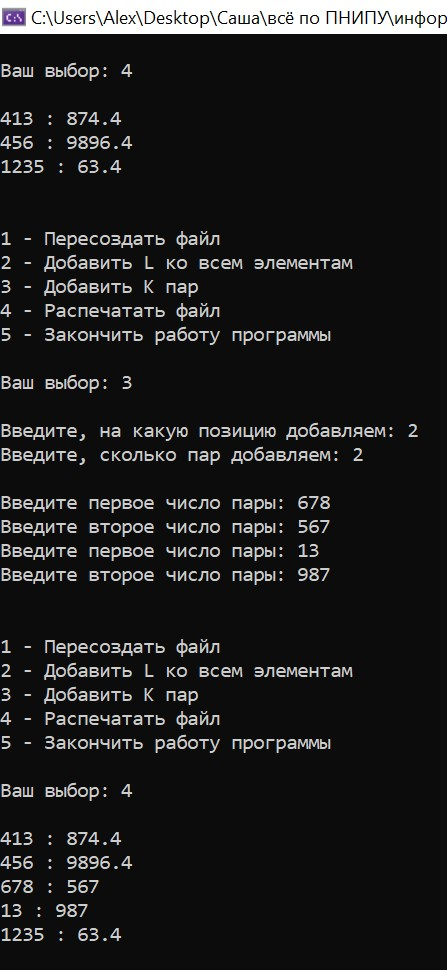 C:\Users\Alex\Desktop\Саша\всё по ПНИПУ\инфор
Ваш выбор: 4
413 : 874.4
456 : 9896.4
1235 : 63.4
1 - Пересоздать файл
2 - Добавить L ко всем элементам
3 - Добавить K пар
4 - Распечатать файл
5 - Закончить работу программы
Ваш выбор: 3
Введите, на какую позицию добавляем: 2
Введите, сколько пар добавляем: 2
Введите первое число пары: 678
Введите второе число пары: 567
Введите первое число пары: 13
Введите второе число пары: 987
1 - Пересоздать файл
2 - Добавить L ко всем элементам
3 - Добавить K пар
4 - Распечатать файл
5 - Закончить работу программы
Ваш выбор: 4
413 : 874.4
456 : 9896.4
678 : 567
13 : 987
1235 : 63.4